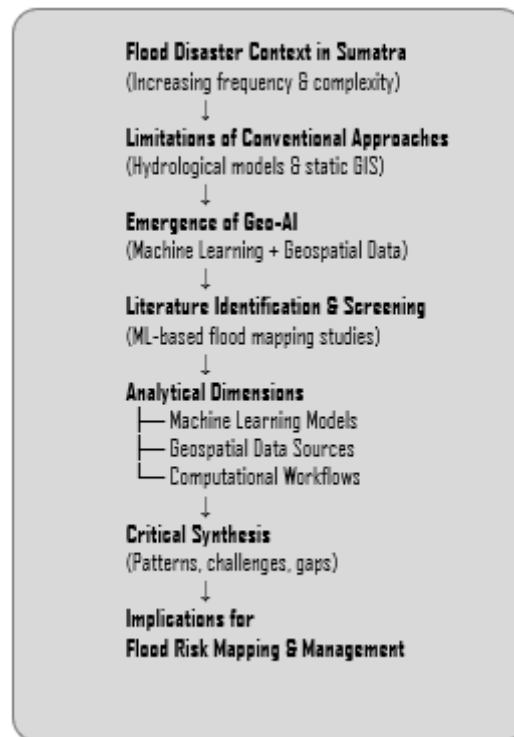 Flood Disaster Context in Sumatra
(Increasing frequency & complexity)
↓
Limitations of Conventional Approaches
(Hydrological models & static GIS)
↓
Emergence of Geo-AI
(Machine Learning + Geospatial Data)
↓
Literature Identification & Screening
(ML-based flood mapping studies)
↓
Analytical Dimensions
├── Machine Learning Models
├── Geospatial Data Sources
└── Computational Workflows
↓
Critical Synthesis
(Patterns, challenges, gaps)
↓
Implications for
Flood Risk Mapping & Management